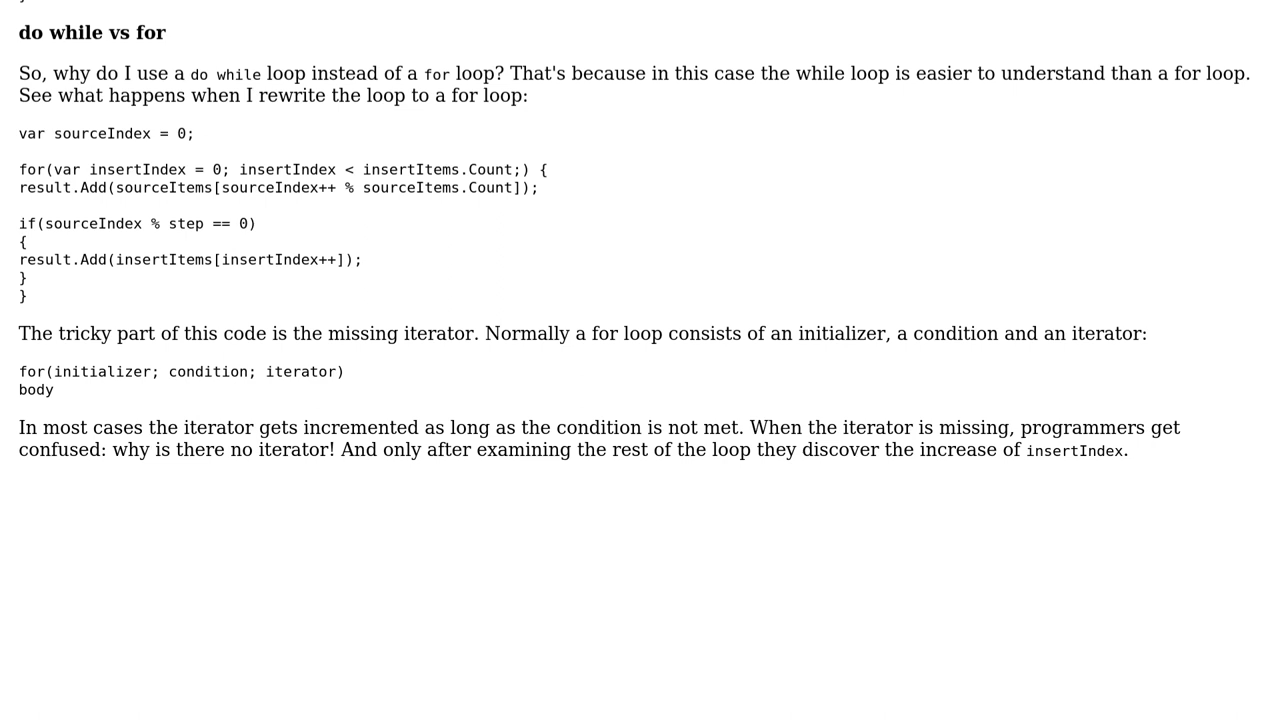 do while vs for
So, why do I use a do while loop instead of a for loop? That's because in this case the while loop is easier to understand than a for loop.
See what happens when I rewrite the loop to a for loop:
var sourceIndex = 0;
for(var insertIndex = 0; insertIndex < insertItems.Count;) {
result.Add(sourceItems[sourceIndex++ % sourceItems.Count]);
if(sourceIndex % step == 0)
{
result.Add(insertItems[insertIndex++]);
}
}
The tricky part of this code is the missing iterator. Normally a for loop consists of an initializer, a condition and an iterator:
for(initializer; condition; iterator)
body
In most cases the iterator gets incremented as long as the condition is not met. When the iterator is missing, programmers get
confused: why is there no iterator! And only after examining the rest of the loop they discover the increase of insertIndex.